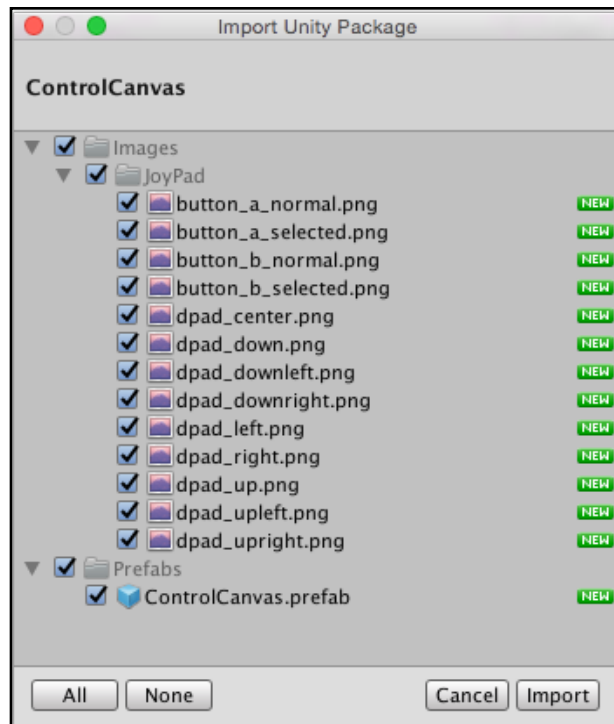 Import Unity Package
ControlCanvas
Images
JoyPad
button_a_normal.png NEW
button_a_selected.png NEW
button_b_normal.png NEW
button_b_selected.png NEW
dpad_center.png NEW
dpad_down.png NEW
dpad_downleft.png NEW
dpad_downright.png NEW
dpad_left.png NEW
dpad_right.png NEW
dpad_up.png NEW
dpad_upleft.png NEW
dpad_upright.png NEW
Prefabs
ControlCanvas.prefab NEW
All None Cancel Import